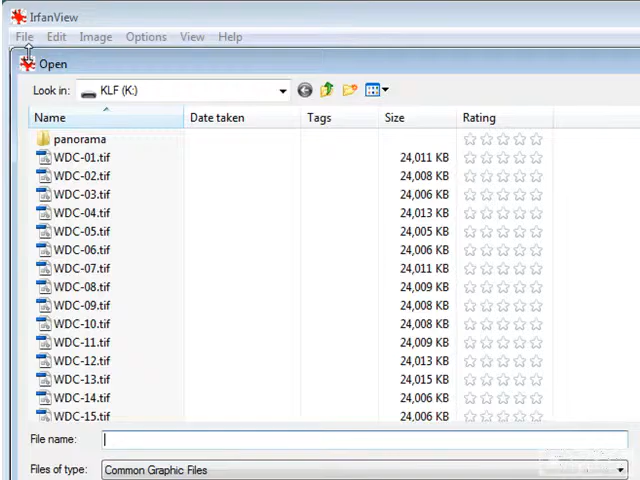 IrfanView
File Edit Image Options View Help
Open
Look in: KLF (K:)
Name Date taken Tags Size Rating
panorama
WDC-01.tif 24,011 KB
WDC-02.tif 24,008 KB
WDC-03.tif 24,006 KB
WDC-04.tif 24,013 KB
WDC-05.tif 24,005 KB
WDC-06.tif 24,006 KB
WDC-07.tif 24,011 KB
WDC-08.tif 24,009 KB
WDC-09.tif 24,008 KB
WDC-10.tif 24,008 KB
WDC-11.tif 24,009 KB
WDC-12.tif 24,013 KB
WDC-13.tif 24,015 KB
WDC-14.tif 24,006 KB
WDC-15.tif 24,006 KB
File name:
Files of type: Common Graphic Files